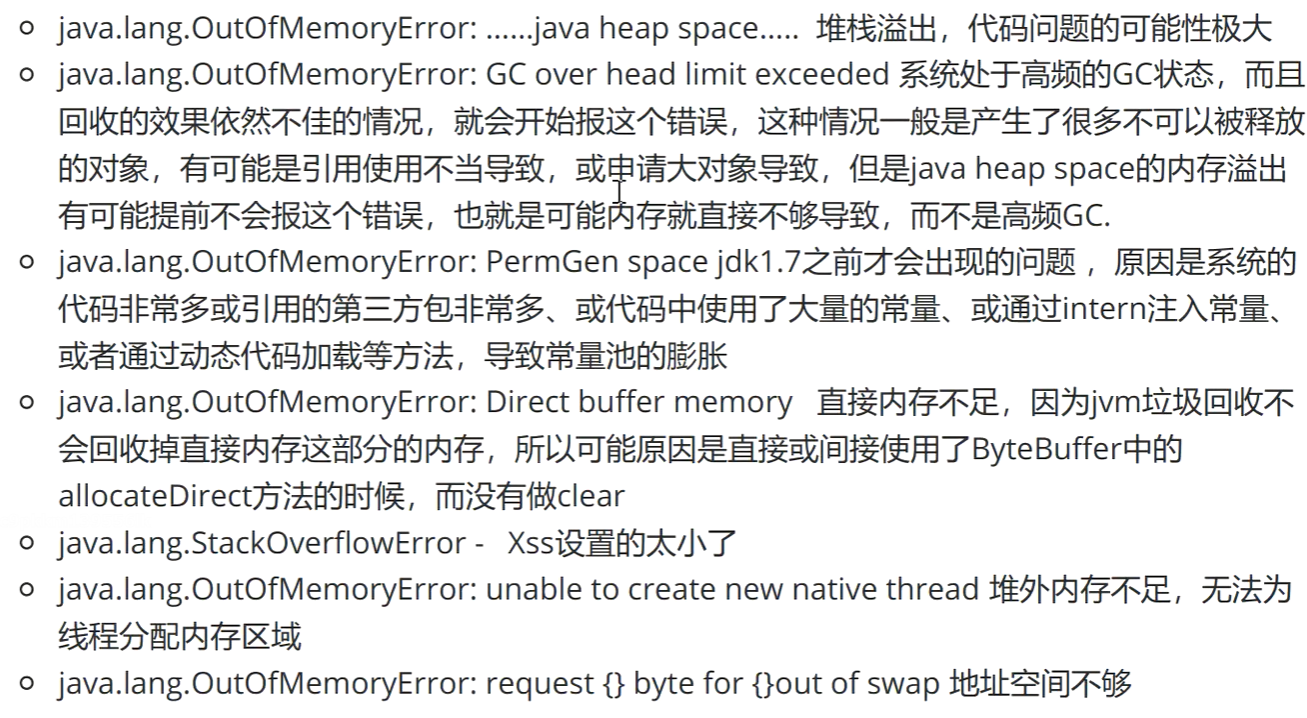 java.lang.OutOfMemoryError: ......java heap space..... 堆栈溢出，代码问题的可能性极大
java.lang.OutOfMemoryError: GC over head limit exceeded 系统处于高频的GC状态，而且
回收的效果依然不佳的情况，就会开始报这个错误，这种情况一般是产生了很多不可以被释放
的对象，有可能是引用使用不当导致，或申请大对象导致，但是java heap space的内存溢出
有可能提前不会报这个错误，也就是可能内存就直接不够导致，而不是高频GC.
java.lang.OutOfMemoryError: PermGen space jdk1.7之前才会出现的问题 ，原因是系统的
代码非常多或引用的第三方包非常多、或代码中使用了大量的常量、或通过intern注入常量、
或者通过动态代码加载等方法，导致常量池的膨胀
java.lang.OutOfMemoryError: Direct buffer memory 直接内存不足，因为jvm垃圾回收不
会回收掉直接内存这部分的内存，所以可能原因是直接或间接使用了ByteBuffer中的
allocateDirect方法的时候，而没有做clear
java.lang.StackOverflowError - Xss设置的太小了
java.lang.OutOfMemoryError: unable to create new native thread 堆外内存不足，无法为
线程分配内存区域
java.lang.OutOfMemoryError: request {} byte for {}out of swap 地址空间不够